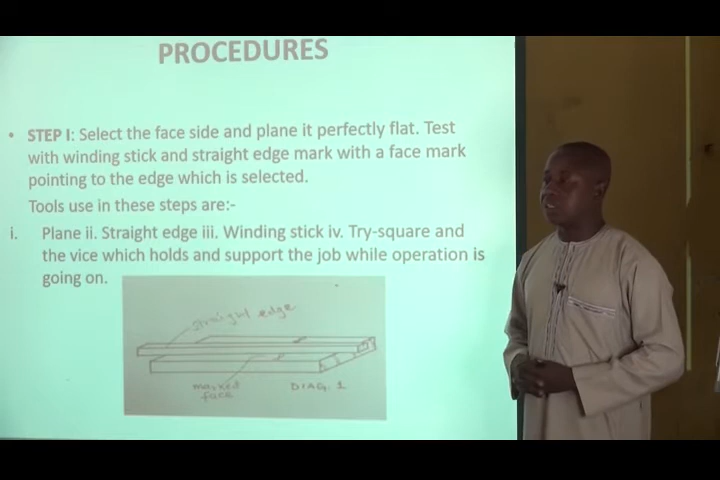 PROCEDURES
• STEP I: Select the face side and plane it perfectly flat. Test
with winding stick and straight edge mark with a face mark
pointing to the edge which is selected.
Tools use in these steps are:-
i. Plane ii. Straight edge iii. Winding stick iv. Try-square and
the vice which holds and support the job while operation is
going on.
straight edge
marked
face
DIAG. 1